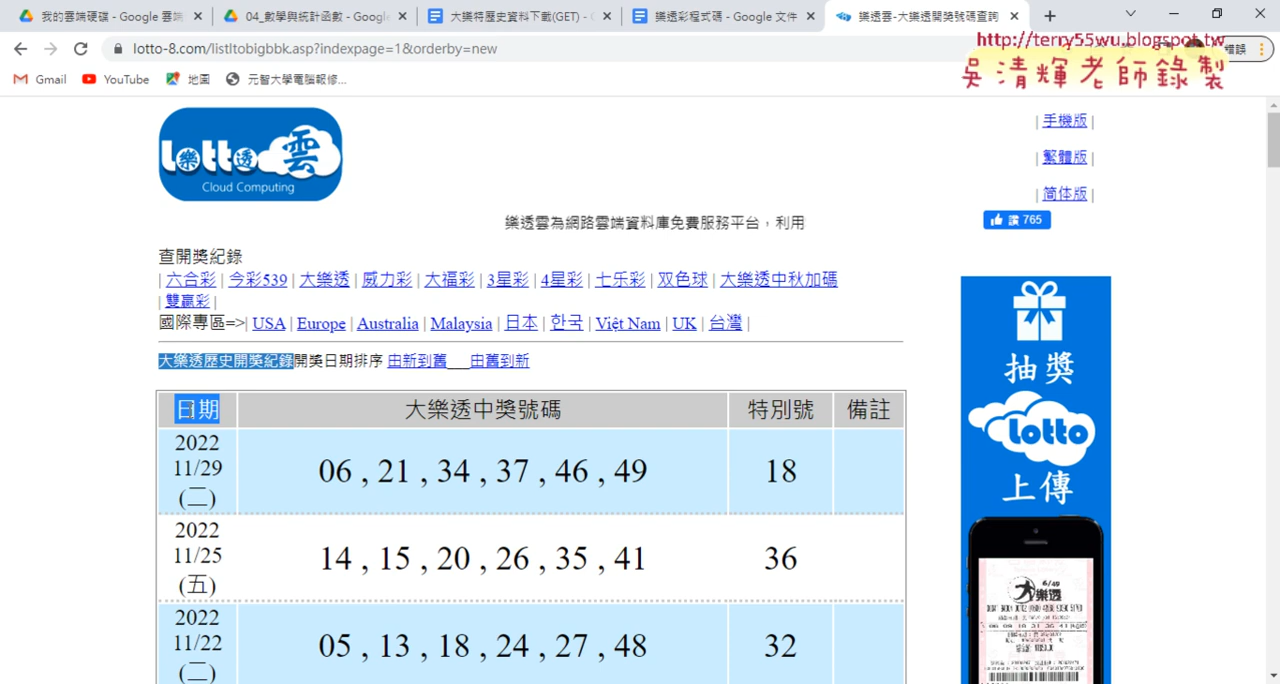 我的雲端硬碟 - Google 雲端
04_數學與統計函數 - Google
大樂特歷史資料下載(GET) - G
樂透彩程式碼 - Google 文件
樂透雲-大樂透開獎號碼查詢
lotto-8.com/listltobigbbk.asp?indexpage=1&orderby=new
http://terry55wu.blogspot.tw
錯誤
吳清輝老師錄製
Gmail
YouTube
地圖
元智大學電腦報修...
lotto 樂透 雲
Cloud Computing
| 手機版 |
| 繁體版 |
| 简体版 |
讚 765
樂透雲為網路雲端資料庫免費服務平台，利用
查開獎紀錄
| 六合彩 | 今彩539 | 大樂透 | 威力彩 | 大福彩 | 3星彩 | 4星彩 | 七乐彩 | 双色球 | 大樂透中秋加碼
| 雙贏彩 |
國際專區=>| USA | Europe | Australia | Malaysia | 日本 | 한국 | Việt Nam | UK | 台灣 |
大樂透歷史開獎紀錄開獎日期排序 由新到舊___由舊到新
日期 大樂透中獎號碼 特別號 備註
2022
11/29
(二)
06 , 21 , 34 , 37 , 46 , 49
18
2022
11/25
(五)
14 , 15 , 20 , 26 , 35 , 41
36
2022
11/22
(二)
05 , 13 , 18 , 24 , 27 , 48
32
抽獎
Lotto
上傳
6/49
樂透